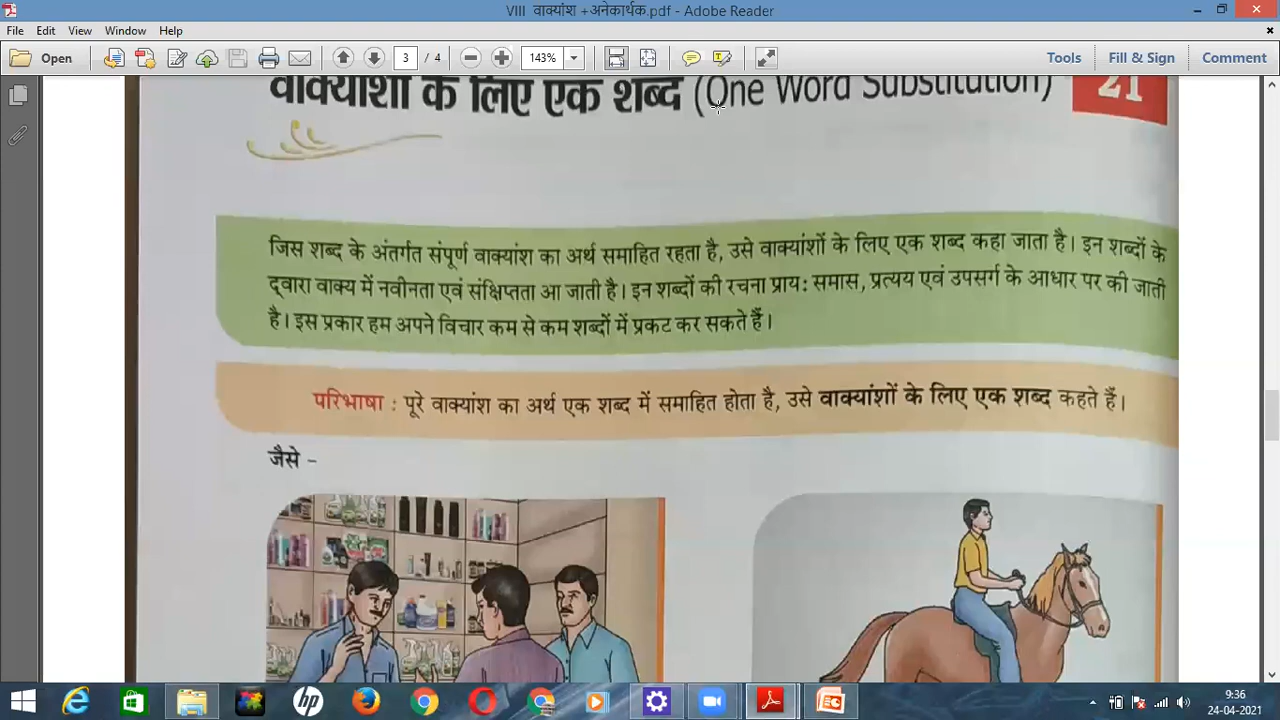 VIII वाक्यांश +अनेकार्थक.pdf - Adobe Reader
File Edit View Window Help
Open 3 / 4 143% Tools Fill & Sign Comment
वाक्यांशों के लिए एक शब्द (One Word Substitution) 21
जिस शब्द के अंतर्गत संपूर्ण वाक्यांश का अर्थ समाहित रहता है, उसे वाक्यांशों के लिए एक शब्द कहा जाता है। इन शब्दों के
द्वारा वाक्य में नवीनता एवं संक्षिप्तता आ जाती है। इन शब्दों की रचना प्राय: समास, प्रत्यय एवं उपसर्ग के आधार पर की जाती
है। इस प्रकार हम अपने विचार कम से कम शब्दों में प्रकट कर सकते हैं।
परिभाषा : पूरे वाक्यांश का अर्थ एक शब्द में समाहित होता है, उसे वाक्यांशों के लिए एक शब्द कहते हैं।
जैसे –
9:36
24-04-2021